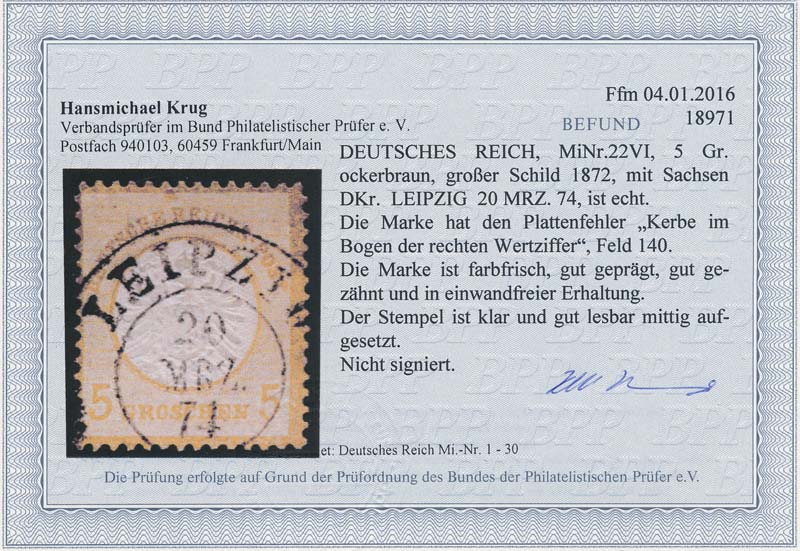 Ffm 04.01.2016
Hansmichael Krug
Verbandsprüfer im Bund Philatelistischer Prüfer e. V.
BEFUND 18971
Postfach 940103, 60459 Frankfurt/Main
DEUTSCHES REICH, MiNr.22VI, 5 Gr.
ockerbraun, großer Schild 1872, mit Sachsen
DKr. LEIPZIG 20 MRZ. 74, ist echt.
Die Marke hat den Plattenfehler „Kerbe im
Bogen der rechten Wertziffer“, Feld 140.
Die Marke ist farbfrisch, gut geprägt, gut ge-
zähnt und in einwandfreier Erhaltung.
Der Stempel ist klar und gut lesbar mittig auf-
gesetzt.
Nicht signiert.
LEIPZIG
20
MRZ.
74
5 GROSCHEN 5
et: Deutsches Reich Mi.-Nr. 1 - 30
Die Prüfung erfolgte auf Grund der Prüfordnung des Bundes der Philatelistischen Prüfer e.V.